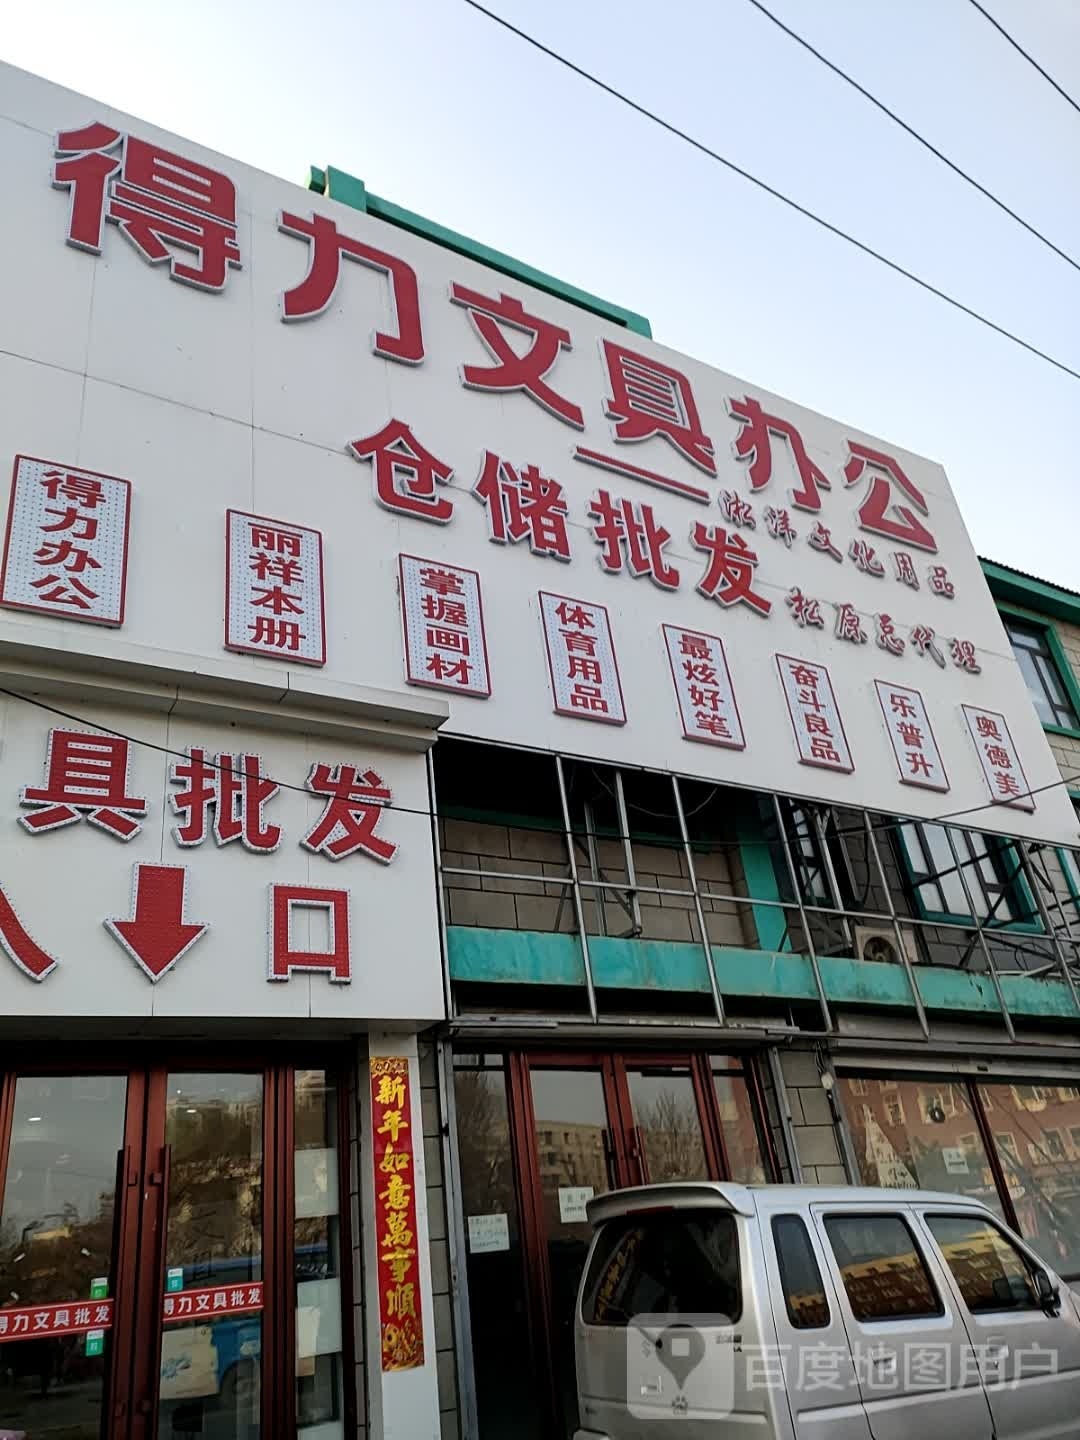 得力文具办公
仓储批发
淞洋文化用品
松原总代理
得力办公
丽祥本册
掌握画材
体育用品
最炫好笔
奋斗良品
乐普升
奥德美
具批发
入口
新年如意萬事順
得力文具批发
得力文具批发
百度地图用户